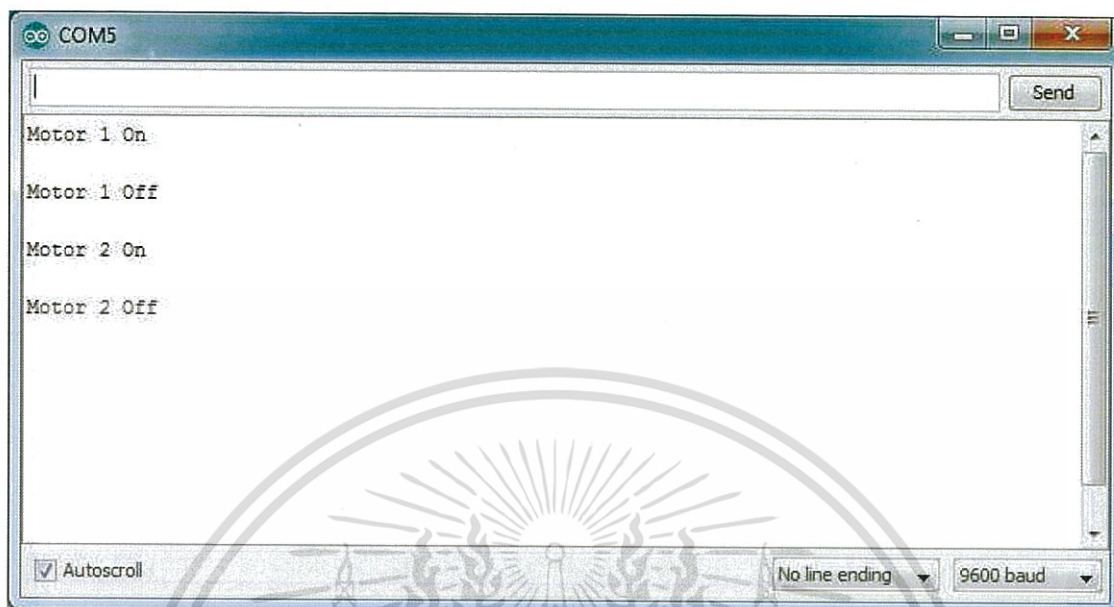 COM5
Send
Motor 1 On
Motor 1 Off
Motor 2 On
Motor 2 Off
Autoscroll
No line ending
9600 baud